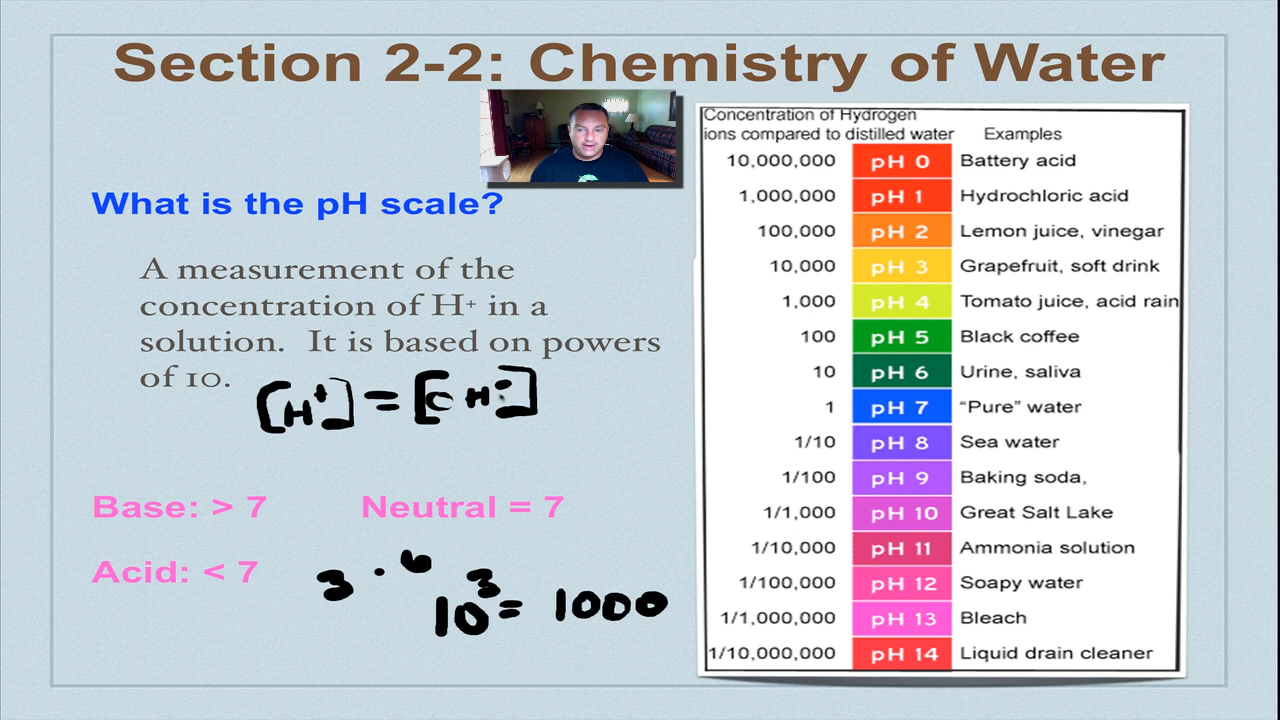 Section 2-2: Chemistry of Water
What is the pH scale?
A measurement of the
concentration of H+ in a
solution. It is based on powers
of 10.
[H+] = [OH-]
Base: > 7 Neutral = 7
Acid: < 7
3 · 6
10³ = 1000
Concentration of Hydrogen
ions compared to distilled water Examples
10,000,000 pH 0 Battery acid
1,000,000 pH 1 Hydrochloric acid
100,000 pH 2 Lemon juice, vinegar
10,000 pH 3 Grapefruit, soft drink
1,000 pH 4 Tomato juice, acid rain
100 pH 5 Black coffee
10 pH 6 Urine, saliva
1 pH 7 “Pure” water
1/10 pH 8 Sea water
1/100 pH 9 Baking soda,
1/1,000 pH 10 Great Salt Lake
1/10,000 pH 11 Ammonia solution
1/100,000 pH 12 Soapy water
1/1,000,000 pH 13 Bleach
1/10,000,000 pH 14 Liquid drain cleaner